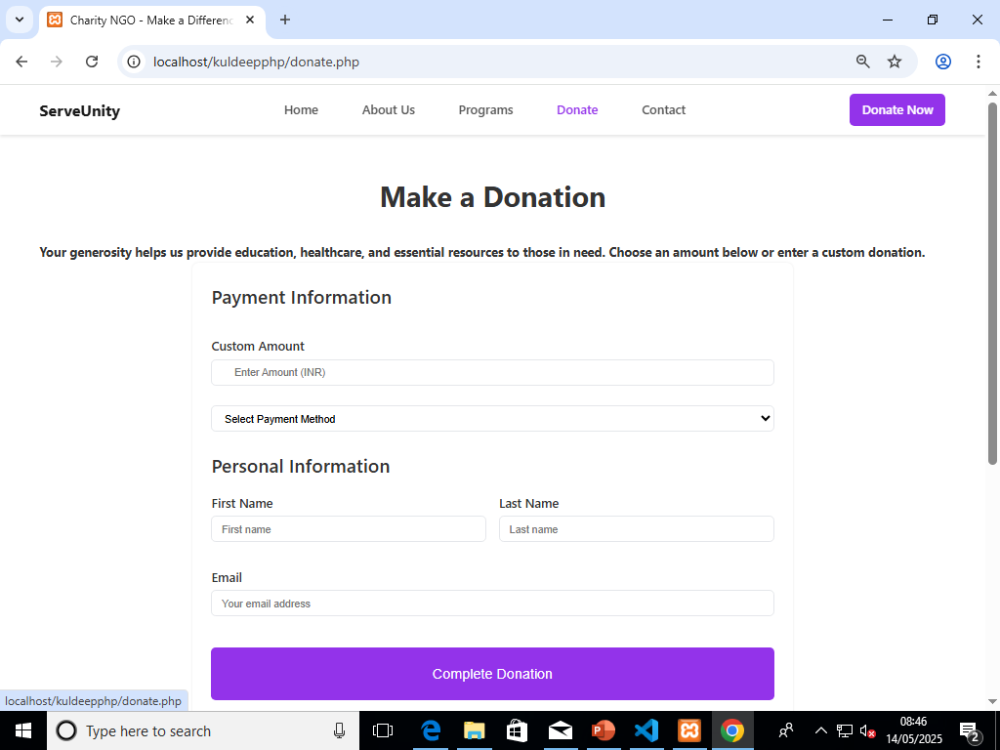 Charity NGO - Make a Differenc
localhost/kuldeepphp/donate.php
ServeUnity
Home
About Us
Programs
Donate
Contact
Donate Now
Make a Donation
Your generosity helps us provide education, healthcare, and essential resources to those in need. Choose an amount below or enter a custom donation.
Payment Information
Custom Amount
Enter Amount (INR)
Select Payment Method
Personal Information
First Name
Last Name
First name
Last name
Email
Your email address
Complete Donation
localhost/kuldeepphp/donate.php
Type here to search
08:46
14/05/2025
2